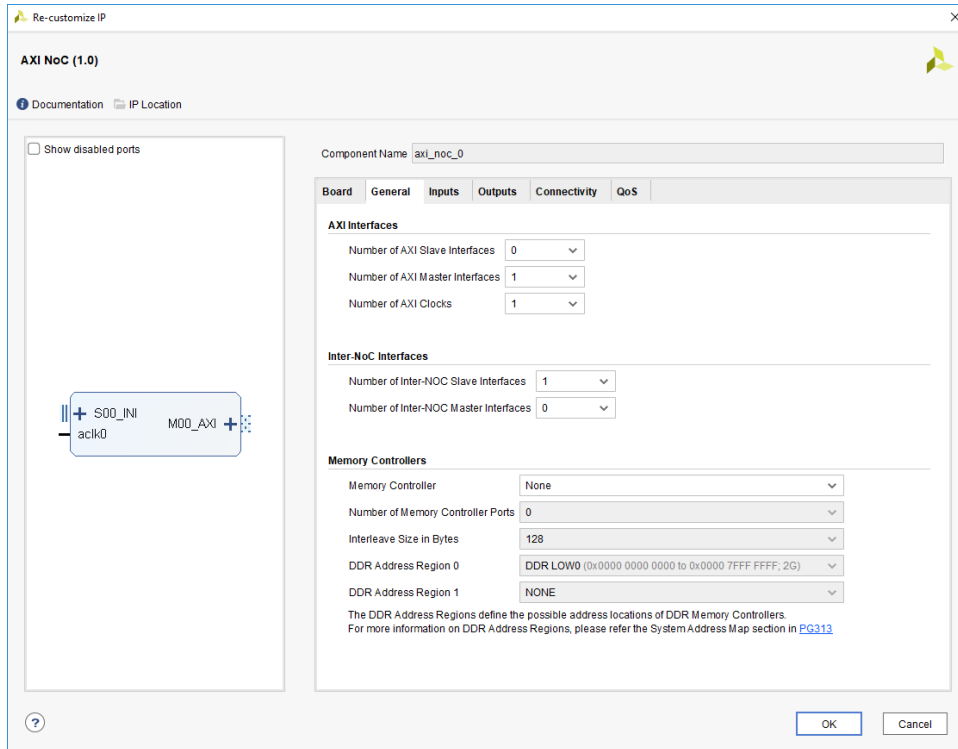 Re-customize IP
AXI NoC (1.0)
Documentation IP Location
Show disabled ports
S00_INI
aclk0
M00_AXI
Component Name axi_noc_0
Board General Inputs Outputs Connectivity QoS
AXI Interfaces
Number of AXI Slave Interfaces 0
Number of AXI Master Interfaces 1
Number of AXI Clocks 1
Inter-NoC Interfaces
Number of Inter-NOC Slave Interfaces 1
Number of Inter-NOC Master Interfaces 0
Memory Controllers
Memory Controller None
Number of Memory Controller Ports 0
Interleave Size in Bytes 128
DDR Address Region 0 DDR LOW0 (0x0000 0000 0000 to 0x0000 7FFF FFFF; 2G)
DDR Address Region 1 NONE
The DDR Address Regions define the possible address locations of DDR Memory Controllers.
For more information on DDR Address Regions, please refer the System Address Map section in PG313
? OK Cancel